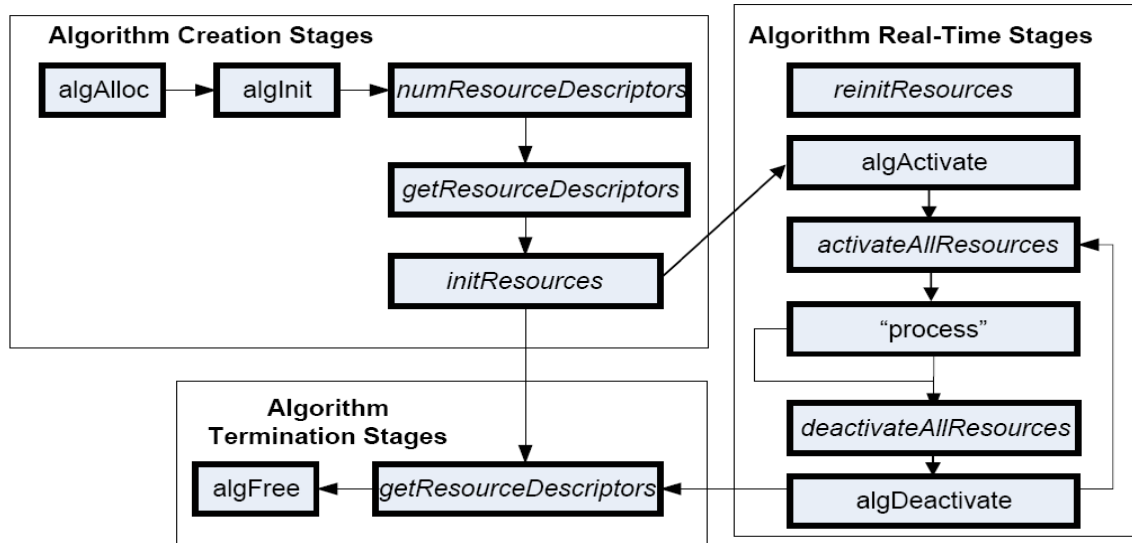 Algorithm Creation Stages
algAlloc
algInit
numResourceDescriptors
getResourceDescriptors
initResources
Algorithm Real-Time Stages
reinitResources
algActivate
activateAllResources
“process”
deactivateAllResources
algDeactivate
Algorithm
Termination Stages
algFree
getResourceDescriptors